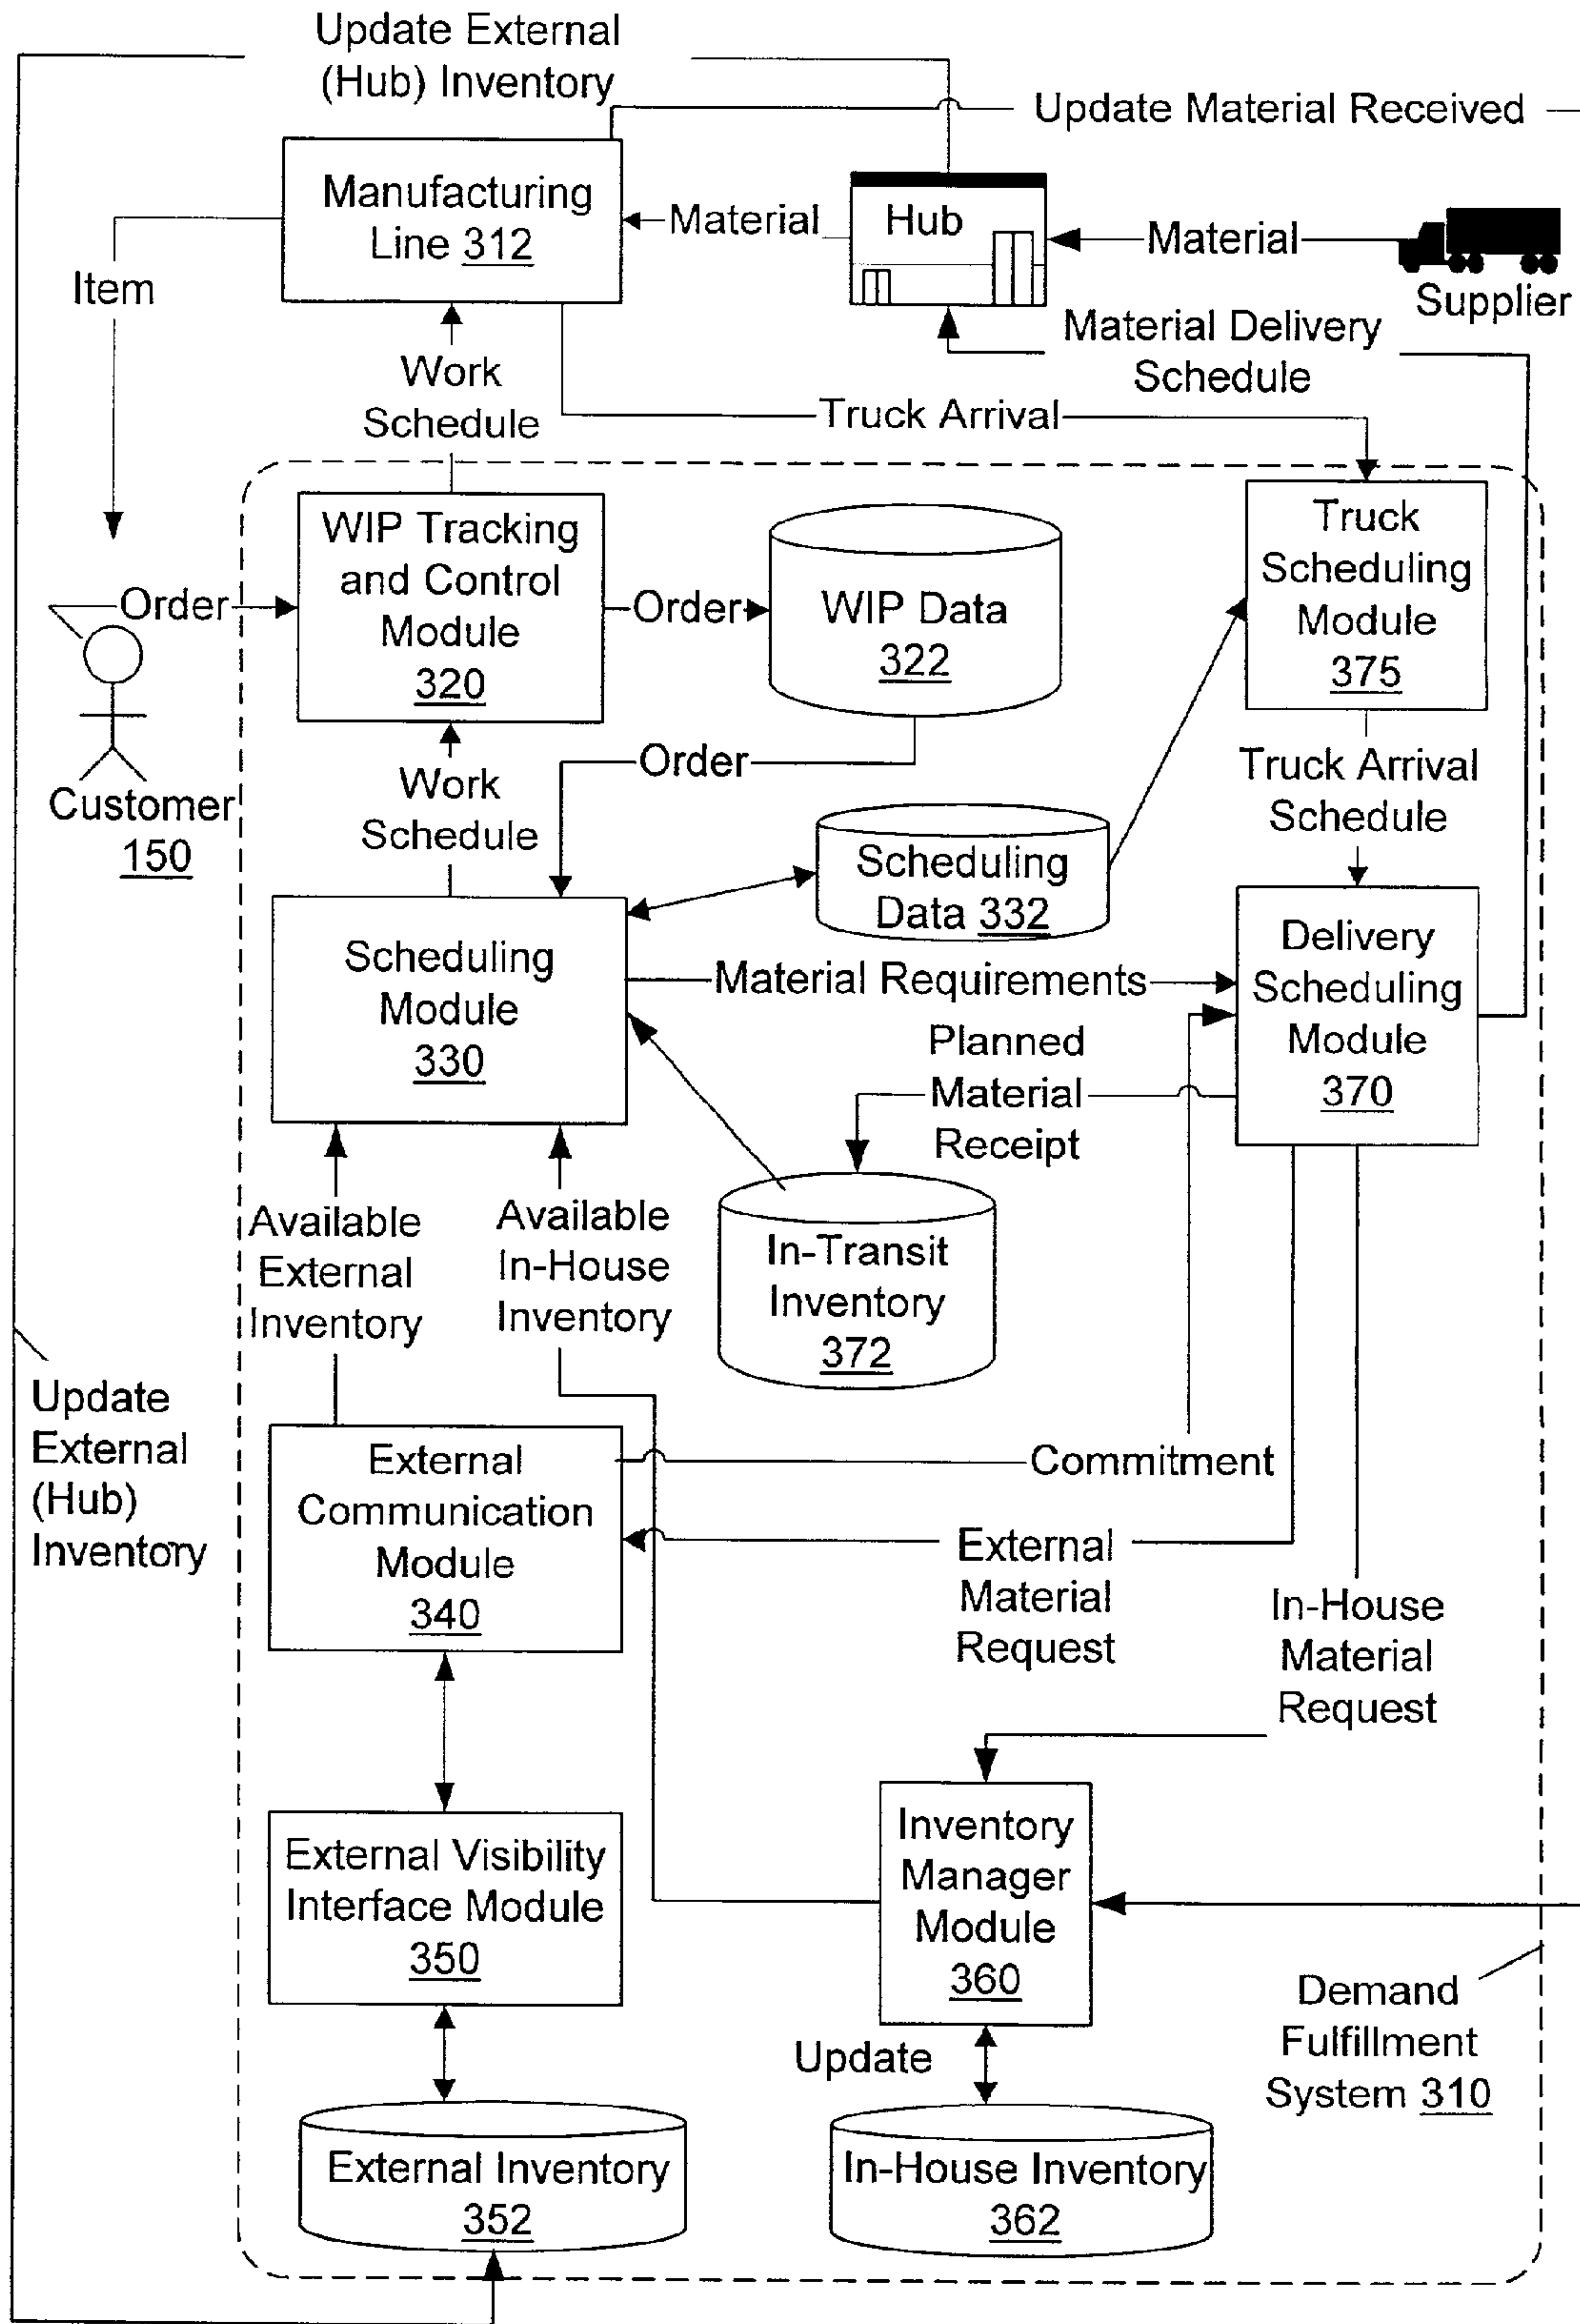 Update External
(Hub) Inventory
Update Material Received
Manufacturing
Line 312
Material
Hub
Material
Supplier
Item
Material Delivery
Schedule
Work
Schedule
Truck Arrival
WIP Tracking
and Control
Module
320
Order
Order
WIP Data
322
Truck
Scheduling
Module
375
Customer
150
Order
Work
Schedule
Truck Arrival
Schedule
Scheduling
Data 332
Scheduling
Module
330
Material Requirements
Delivery
Scheduling
Module
370
Planned
Material
Receipt
Available
External
Inventory
Available
In-House
Inventory
In-Transit
Inventory
372
Update
External
(Hub)
Inventory
External
Communication
Module
340
Commitment
External
Material
Request
In-House
Material
Request
External Visibility
Interface Module
350
Inventory
Manager
Module
360
Demand
Fulfillment
System 310
Update
External Inventory
352
In-House Inventory
362